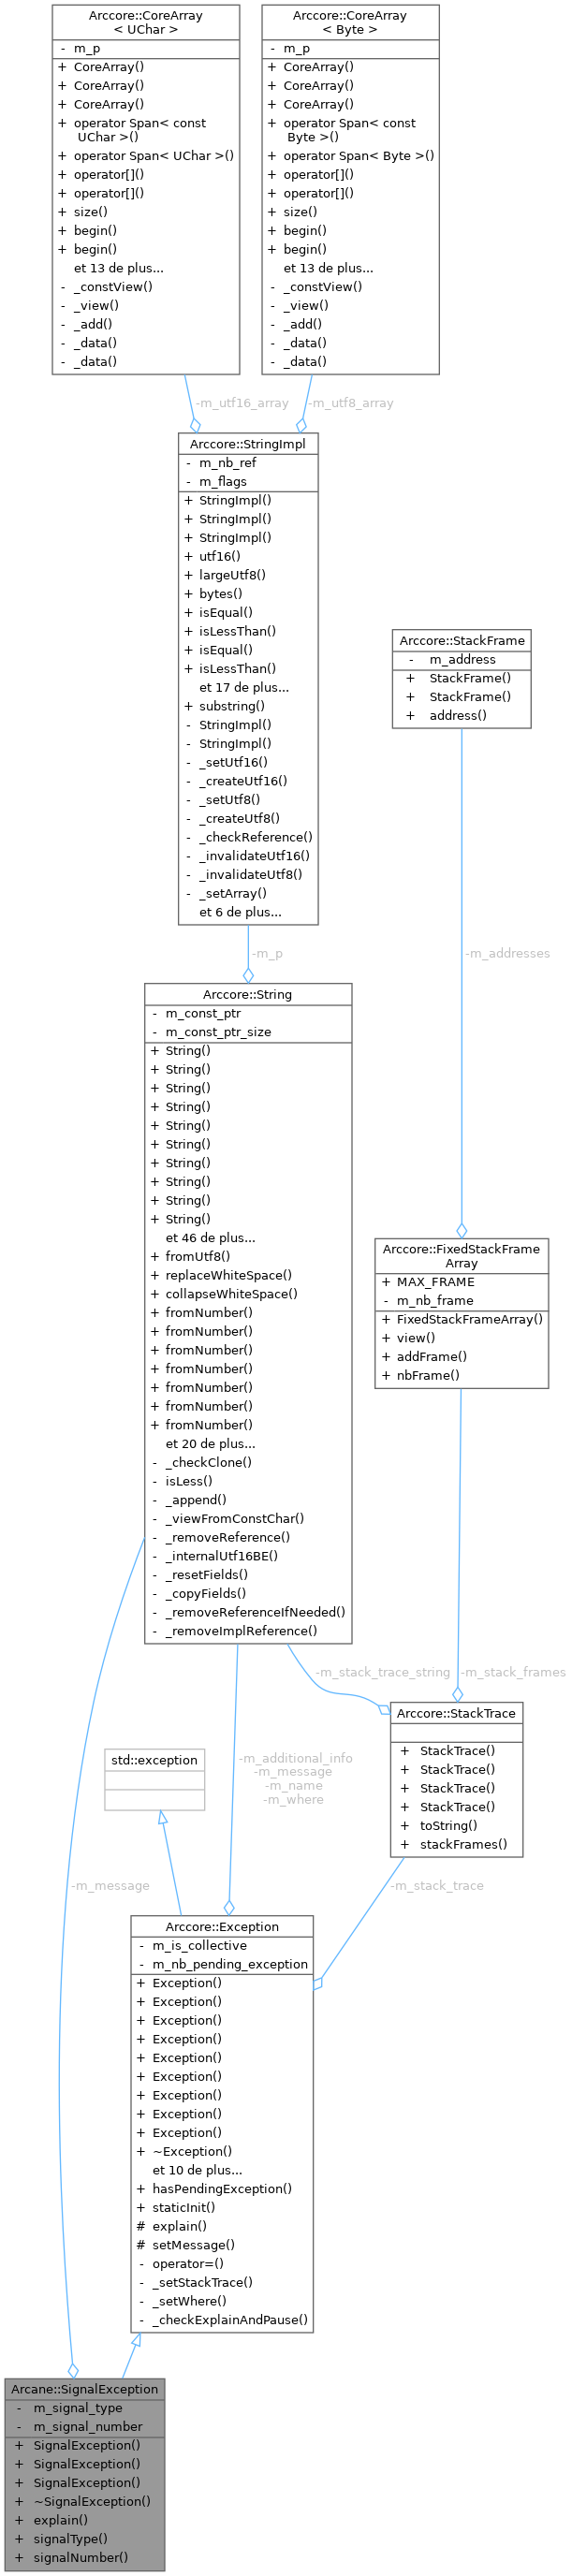 Arccore::CoreArray
< UChar >
- m_p
+ CoreArray()
+ CoreArray()
+ CoreArray()
+ operator Span< const
UChar >()
+ operator Span< UChar >()
+ operator[]()
+ operator[]()
+ size()
+ begin()
+ begin()
et 13 de plus...
- _constView()
- _view()
- _add()
- _data()
- _data()
Arccore::CoreArray
< Byte >
- m_p
+ CoreArray()
+ CoreArray()
+ CoreArray()
+ operator Span< const
Byte >()
+ operator Span< Byte >()
+ operator[]()
+ operator[]()
+ size()
+ begin()
+ begin()
et 13 de plus...
- _constView()
- _view()
- _add()
- _data()
- _data()
-m_utf16_array
-m_utf8_array
Arccore::StringImpl
- m_nb_ref
- m_flags
+ StringImpl()
+ StringImpl()
+ StringImpl()
+ utf16()
+ largeUtf8()
+ bytes()
+ isEqual()
+ isLessThan()
+ isEqual()
+ isLessThan()
et 17 de plus...
+ substring()
- StringImpl()
- StringImpl()
- _setUtf16()
- _createUtf16()
- _setUtf8()
- _createUtf8()
- _checkReference()
- _invalidateUtf16()
- _invalidateUtf8()
- _setArray()
et 6 de plus...
Arccore::StackFrame
- m_address
+ StackFrame()
+ StackFrame()
+ address()
-m_p
-m_addresses
Arccore::String
- m_const_ptr
- m_const_ptr_size
+ String()
+ String()
+ String()
+ String()
+ String()
+ String()
+ String()
+ String()
+ String()
+ String()
et 46 de plus...
+ fromUtf8()
+ replaceWhiteSpace()
+ collapseWhiteSpace()
+ fromNumber()
+ fromNumber()
+ fromNumber()
+ fromNumber()
+ fromNumber()
+ fromNumber()
+ fromNumber()
et 20 de plus...
- _checkClone()
- isLess()
- _append()
- _viewFromConstChar()
- _removeReference()
- _internalUtf16BE()
- _resetFields()
- _copyFields()
- _removeReferenceIfNeeded()
- _removeImplReference()
Arccore::FixedStackFrame
Array
+ MAX_FRAME
- m_nb_frame
+ FixedStackFrameArray()
+ view()
+ addFrame()
+ nbFrame()
-m_stack_trace_string
-m_stack_frames
Arccore::StackTrace
+ StackTrace()
+ StackTrace()
+ StackTrace()
+ StackTrace()
+ toString()
+ stackFrames()
std::exception
-m_additional_info
-m_message
-m_name
-m_where
-m_message
-m_stack_trace
Arccore::Exception
- m_is_collective
- m_nb_pending_exception
+ Exception()
+ Exception()
+ Exception()
+ Exception()
+ Exception()
+ Exception()
+ Exception()
+ Exception()
+ Exception()
+ ~Exception()
et 10 de plus...
+ hasPendingException()
+ staticInit()
# explain()
# setMessage()
- operator=()
- _setStackTrace()
- _setWhere()
- _checkExplainAndPause()
Arcane::SignalException
- m_signal_type
- m_signal_number
+ SignalException()
+ SignalException()
+ SignalException()
+ ~SignalException()
+ explain()
+ signalType()
+ signalNumber()